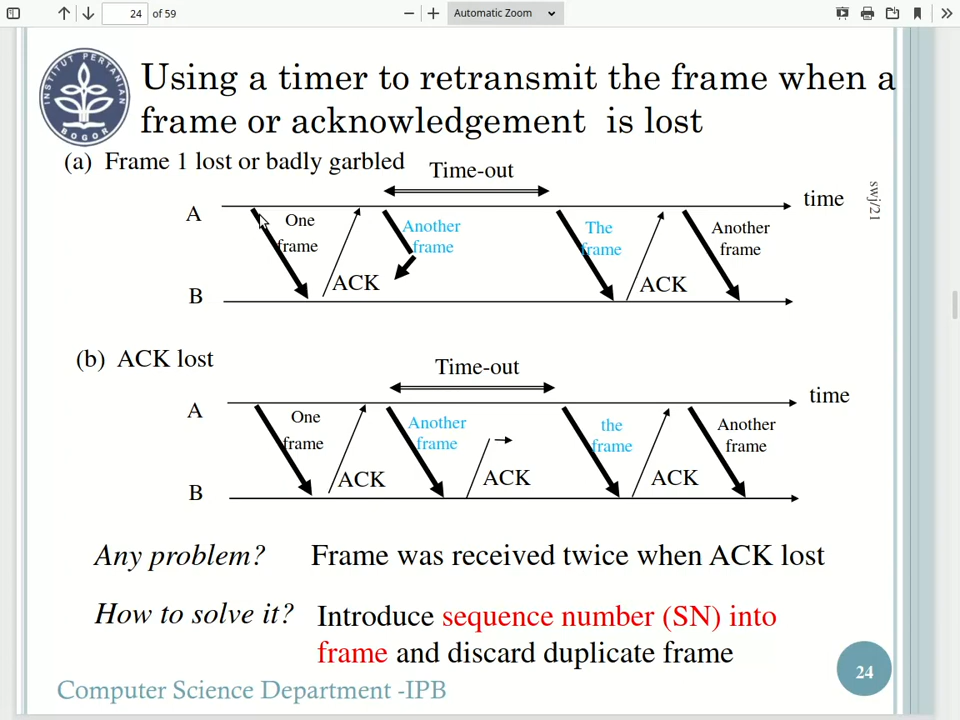 24
of 59
Automatic Zoom
INSTITUT PERTANIAN
BOGOR
Using a timer to retransmit the frame when a
frame or acknowledgement is lost
(a) Frame 1 lost or badly garbled
Time-out
A
time
swj/21
One
frame
ACK
Another
frame
The
frame
ACK
Another
frame
B
(b) ACK lost
Time-out
A
time
One
frame
ACK
Another
frame
ACK
the
frame
ACK
Another
frame
B
Any problem? Frame was received twice when ACK lost
How to solve it? Introduce sequence number (SN) into
frame and discard duplicate frame
24
Computer Science Department -IPB